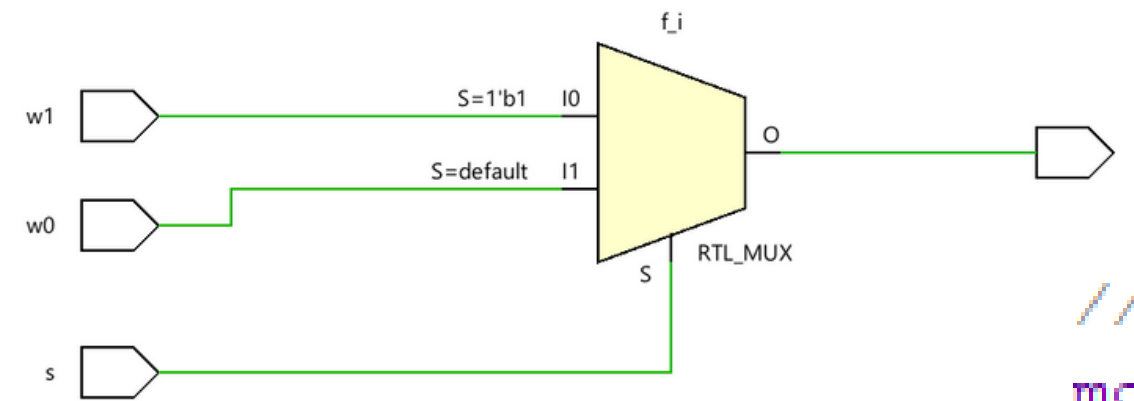 f_i
w1
S=1'b1 I0
O
S=default I1
w0
RTL_MUX
S
//
s